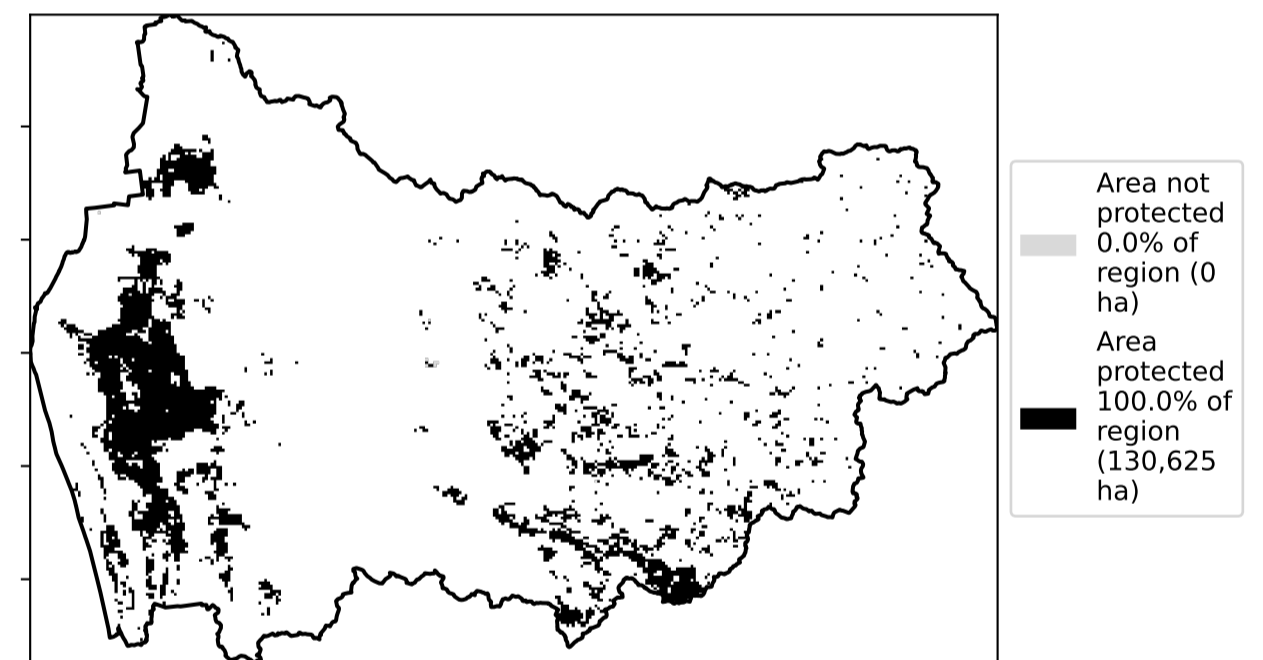 Area not
protected
0.0% of
region (0
ha)
Area
protected
100.0% of
region
(130,625
ha)